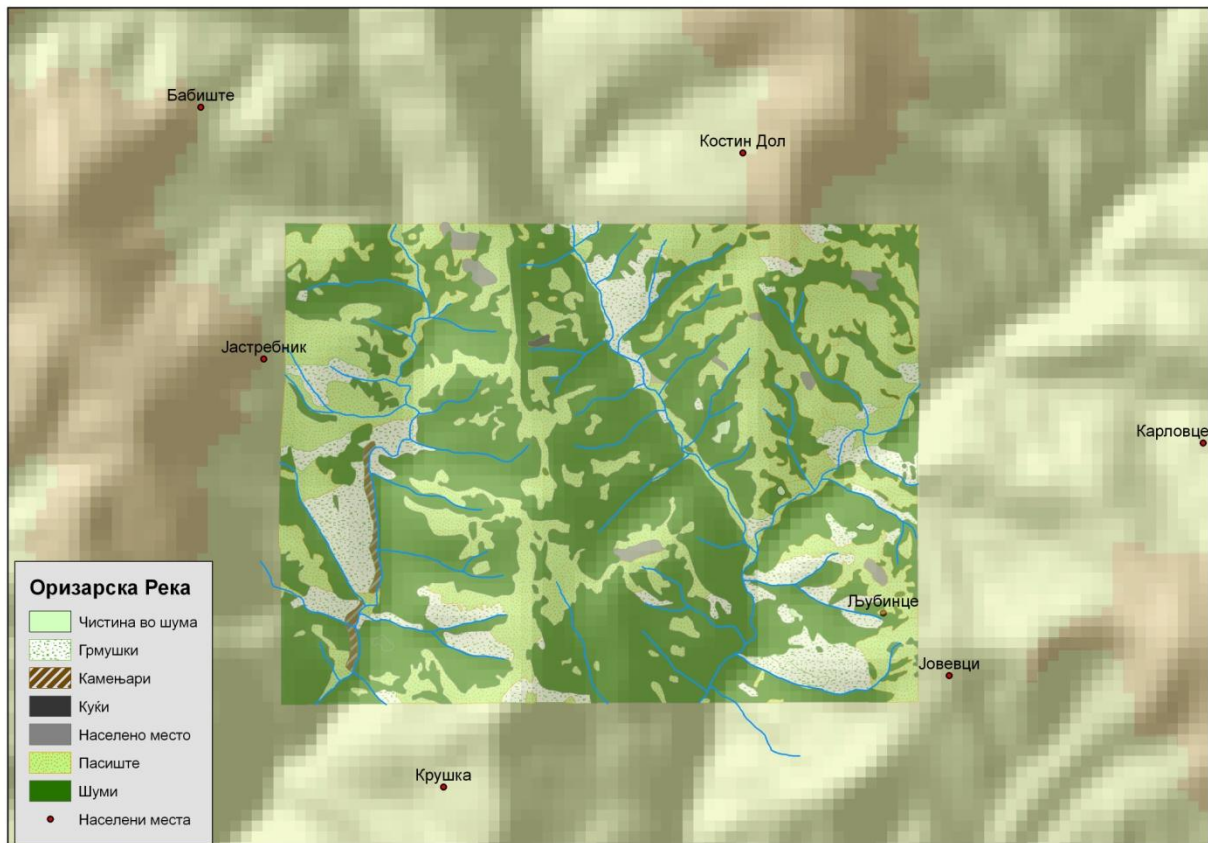 Бабиште
Костин Дол
Јастребник
Карловце
Љубинце
Јовевци
Крушка
Оризарска Река
Чистина во шума
Грмушки
Камењари
Куќи
Населено место
Пасиште
Шуми
Населени места